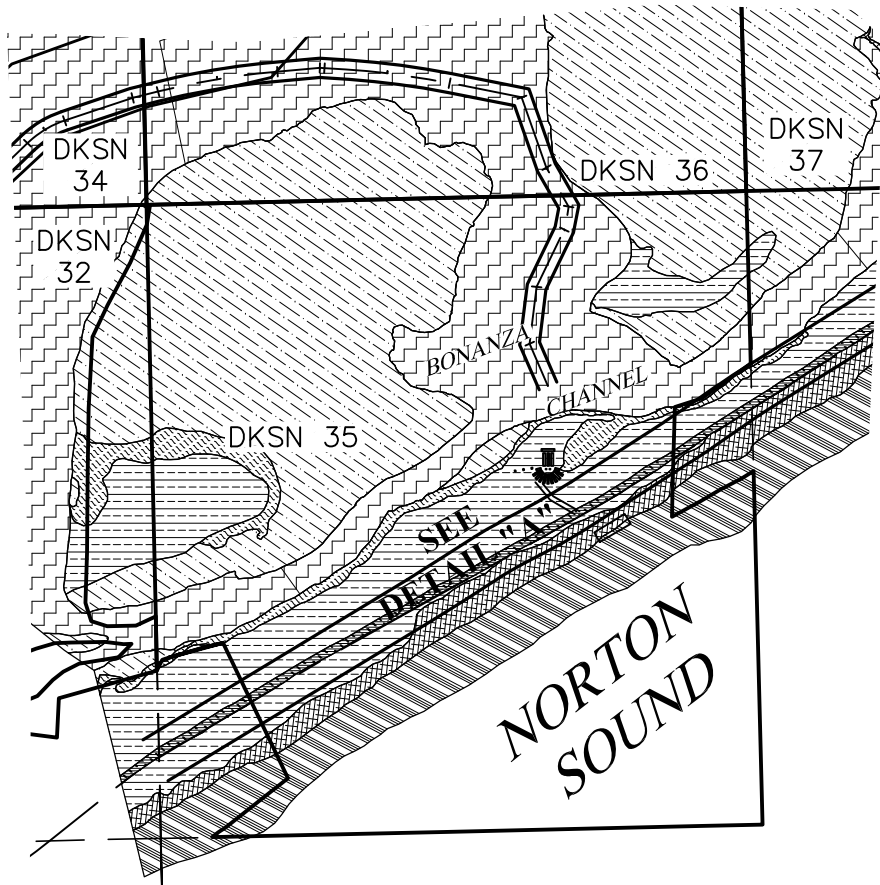 DKSN
34
DKSN 36
DKSN
37
DKSN
32
BONANZA
CHANNEL
DKSN 35
SEE
DETAIL "A"
NORTON
SOUND